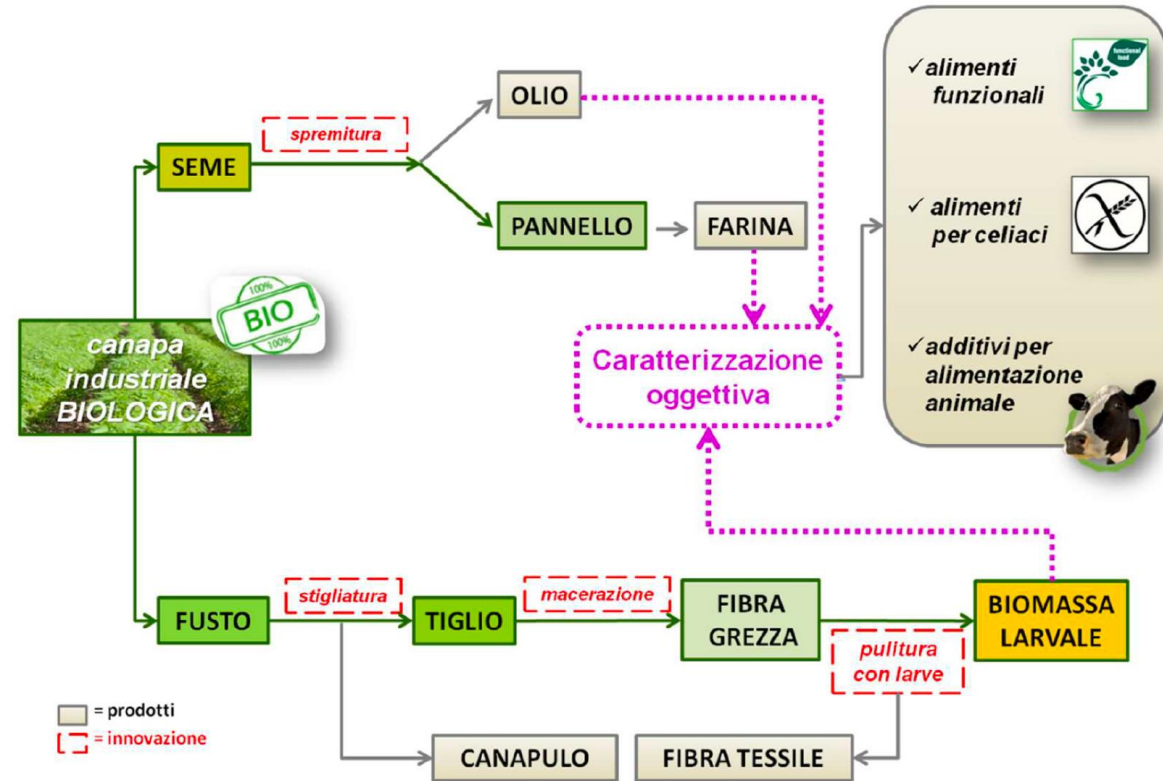 canapa
industriale
BIOLOGICA
100%
BIO
100%
SEME
spremitura
OLIO
PANNELLO
FARINA
Caratterizzazione
oggettiva
✓ alimenti
funzionali
functional
food
✓ alimenti
per celiaci
✓ additivi per
alimentazione
animale
FUSTO
stigliatura
TIGLIO
macerazione
FIBRA
GREZZA
pulitura
con larve
BIOMASSA
LARVALE
CANAPULO
FIBRA TESSILE
= prodotti
= innovazione